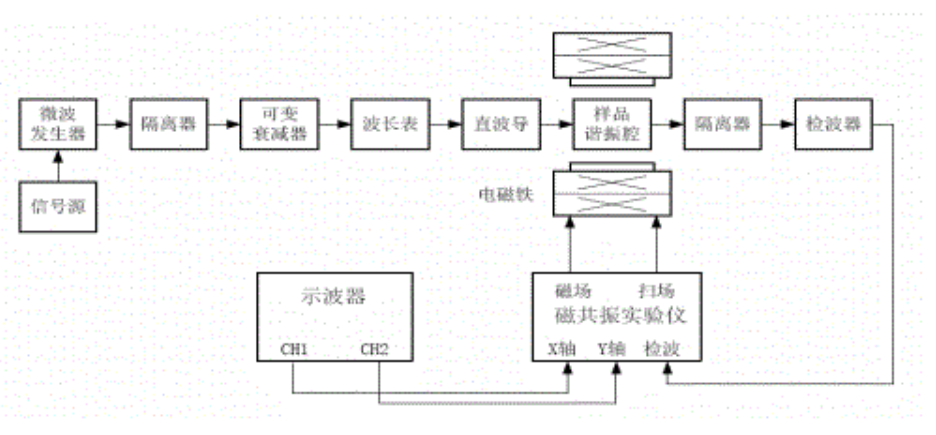 微波
发生器
隔离器
可变
衰减器
波长表
直波导
样品
谐振腔
隔离器
检波器
信号源
电磁铁
示波器
CH1 CH2
磁场 扫场
磁共振实验仪
X轴 Y轴 检波